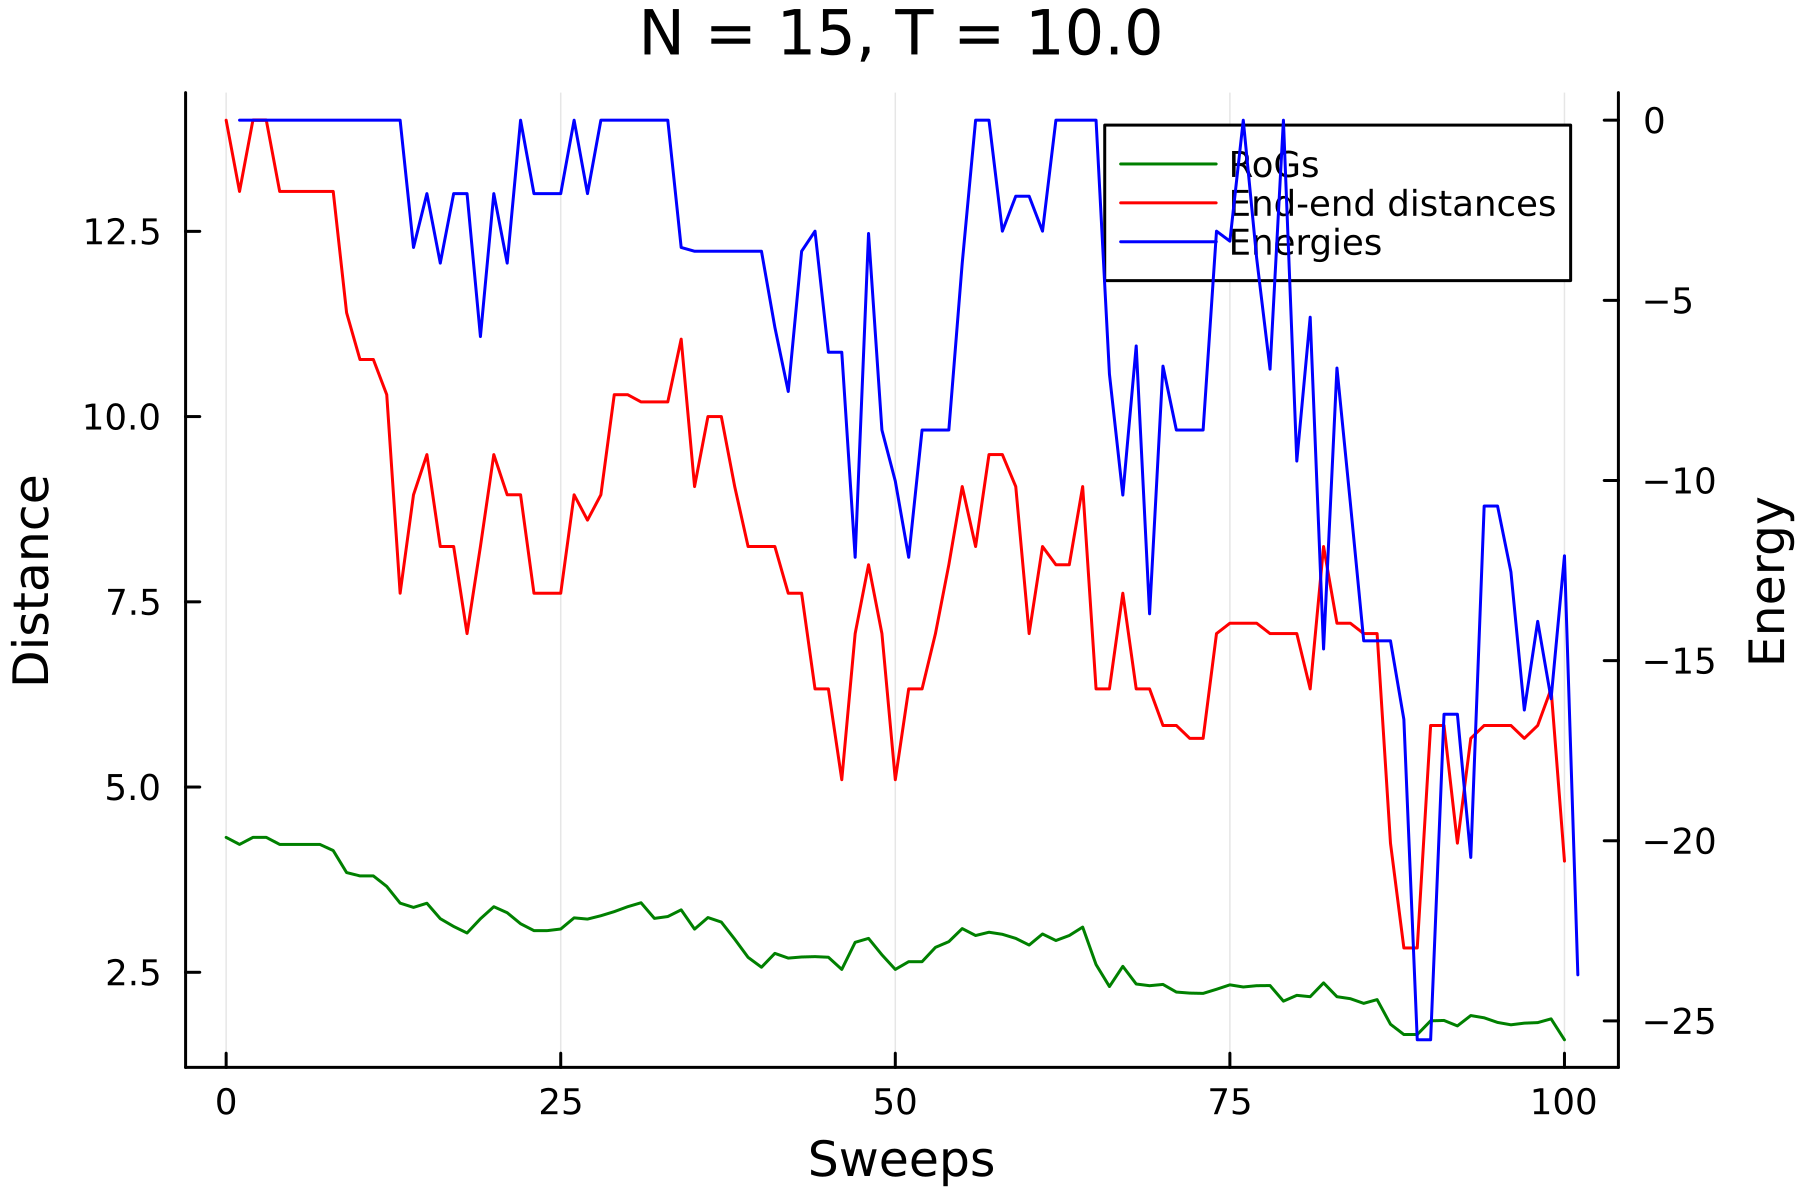 N = 15, T = 10.0
RoGs
End-end distances
Energies
Distance
12.5
10.0
7.5
5.0
2.5
0
−5
−10
−15
−20
−25
Energy
0 25 50 75 100
Sweeps